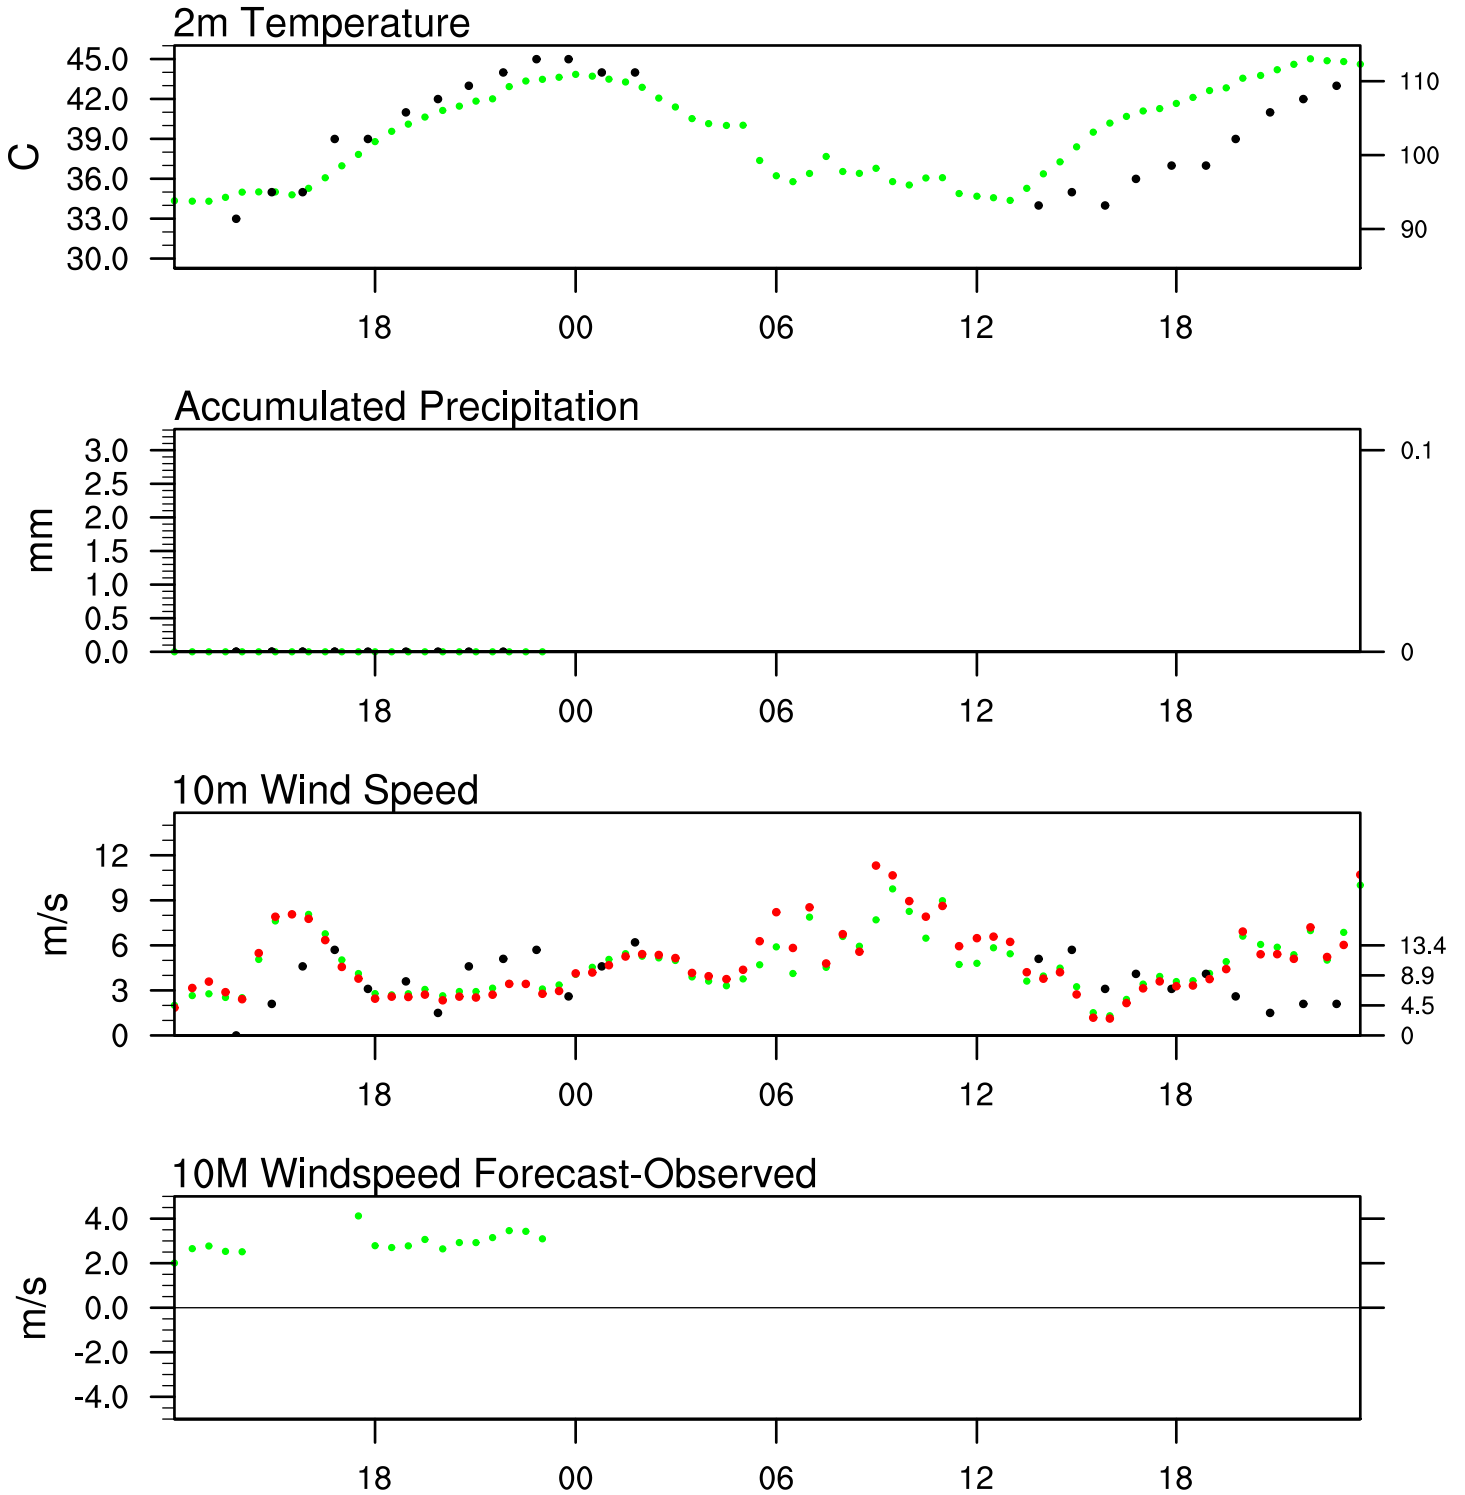 2m Temperature
45.0
42.0
39.0
36.0
33.0
30.0
C
110
100
90
18 00 06 12 18
Accumulated Precipitation
3.0
2.5
2.0
1.5
1.0
0.5
0.0
mm
0.1
0
18 00 06 12 18
10m Wind Speed
12
9
6
3
0
m/s
13.4
8.9
4.5
0
18 00 06 12 18
10M Windspeed Forecast-Observed
4.0
2.0
0.0
-2.0
-4.0
m/s
18 00 06 12 18